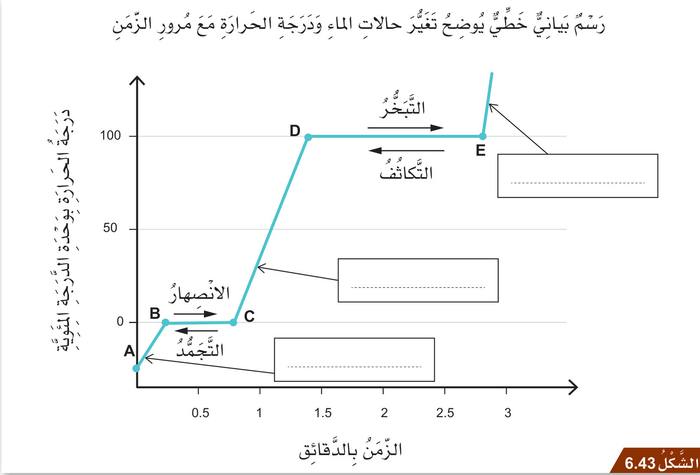 رَسْمٌ بَيانِيٌّ خَطِّيٌّ يُوضِحُ تَغَيُّرَ حالاتِ الماءِ وَدَرَجَةِ الحَرارَةِ مَعَ مُرورِ الزَّمَنِ
دَرَجَةُ الحَرارَةِ بِوَحْدَةِ الدَّرَجَةِ المِئَوِيَّةِ
100
50
0
D
التَّبَخُّرُ
التَّكاثُفُ
E
B
الانْصِهارُ
C
التَّجَمُّدُ
A
0.5 1 1.5 2 2.5 3
الزَّمَنُ بِالدَّقائِقِ
الشَّكْلُ 6.43